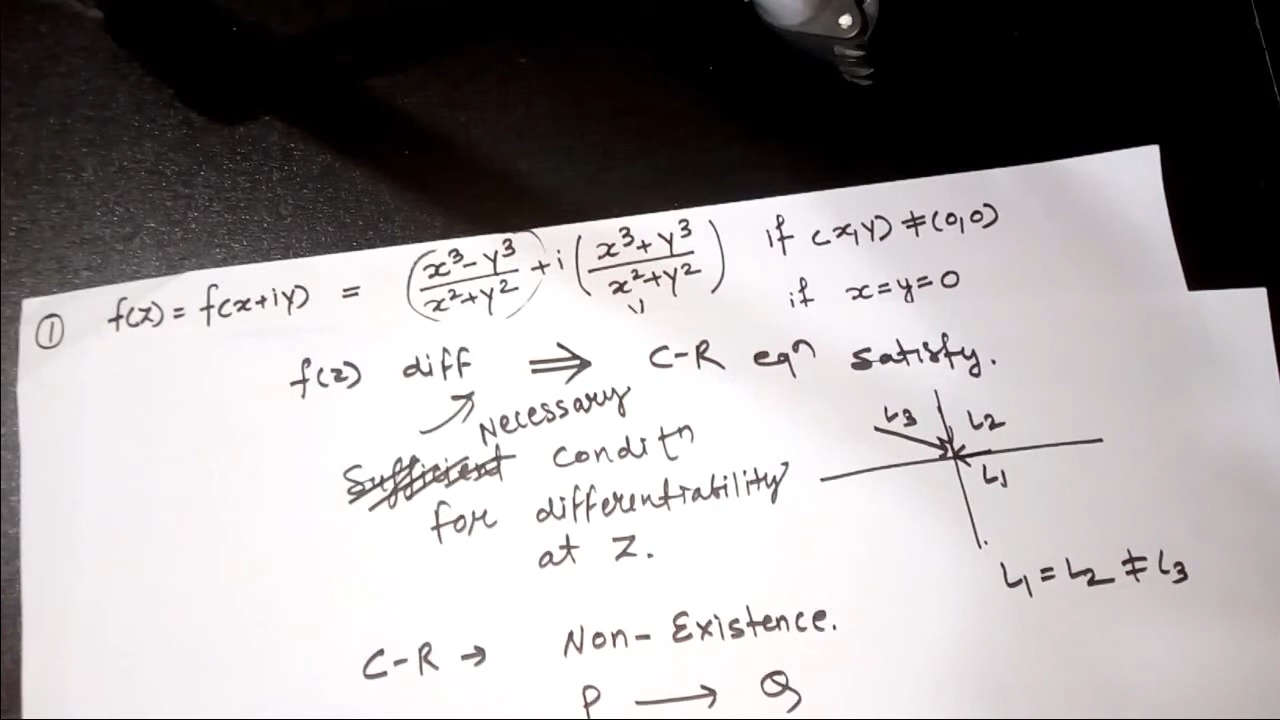 ① f(z) = f(x+iy) = (x³-y³/x²+y²) + i (x³+y³/x²+y²) if (x,y) ≠ (0,0)
if x=y=0
f(z) diff ⟹ C-R eqⁿ satisfy.
Necessary
Sufficient conditⁿ
for differentiability
at z.
L3 L2
L1
L1 = L2 ≠ L3
C-R → Non-Existence.
P ⟶ Q